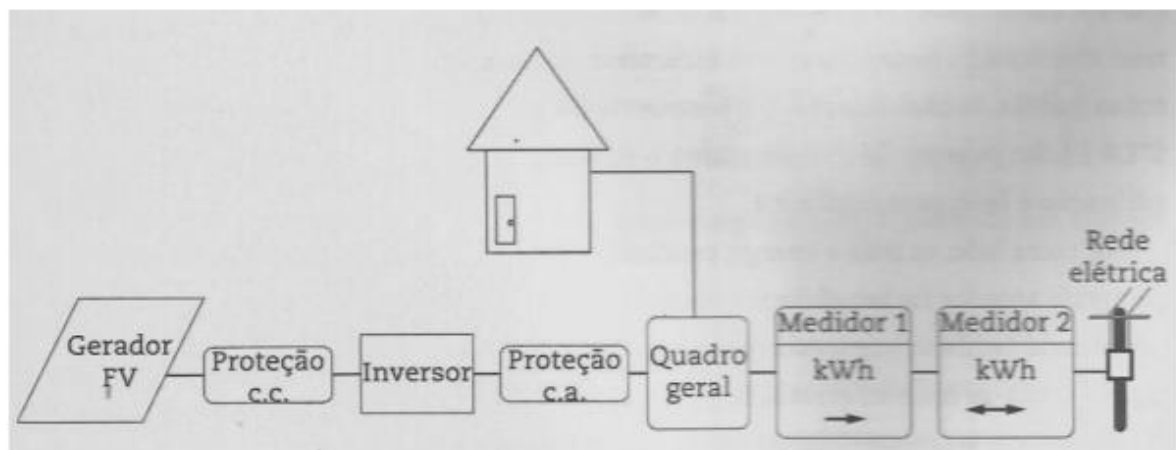 Gerador
FV
Proteção
c.c.
Inversor
Proteção
c.a.
Quadro
geral
Medidor 1
kWh
Medidor 2
kWh
Rede
elétrica